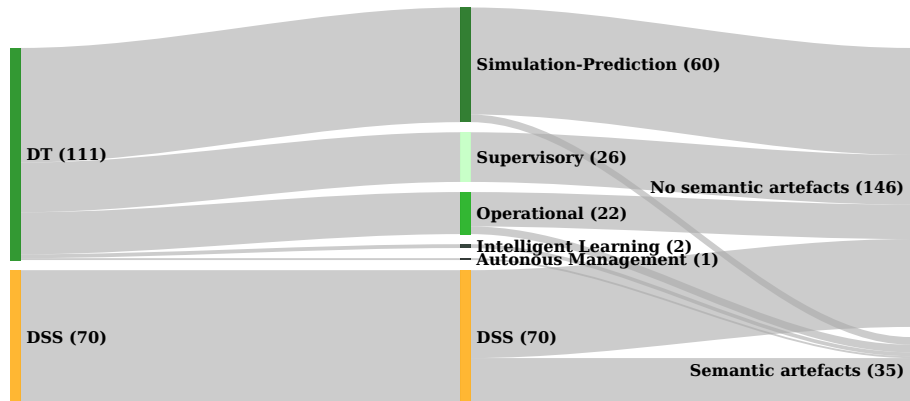 Simulation-Prediction (60)
DT (111)
Supervisory (26)
No semantic artefacts (146)
Operational (22)
Intelligent Learning (2)
Autonous Management (1)
DSS (70)
DSS (70)
Semantic artefacts (35)